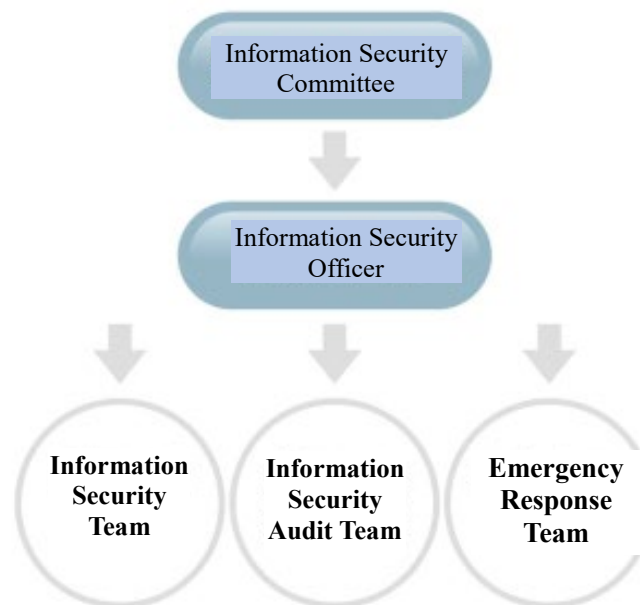 Information Security
Committee
Information Security
Officer
Information
Security
Team
Information
Security
Audit Team
Emergency
Response
Team